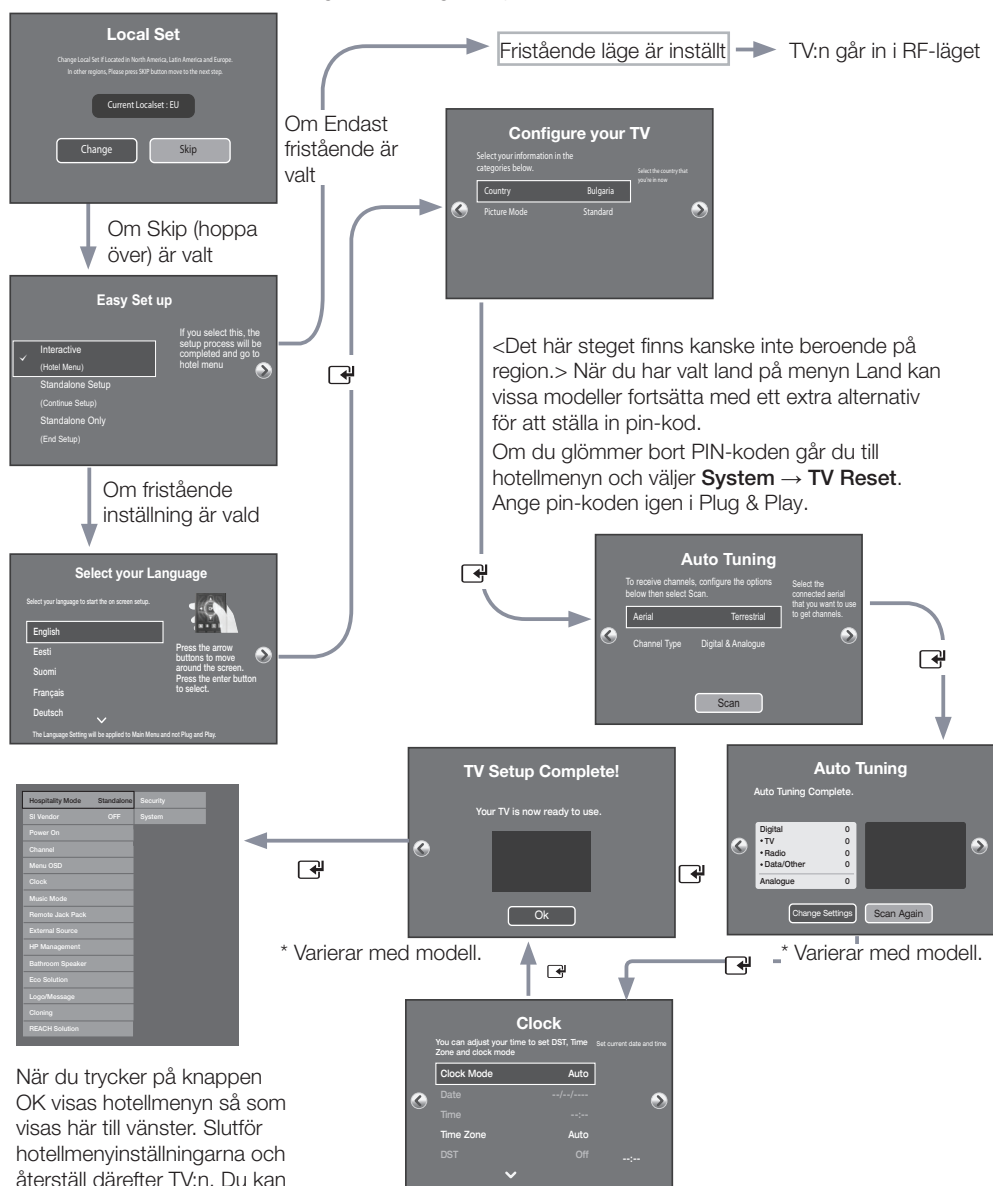 Local Set
Change Local Set if Located in North America, Latin America and Europe.
In other regions, Please press SKIP button move to the next step.
Current Localset : EU
Change Skip
Om Skip (hoppa
över) är valt
Om Endast
fristående är
valt
Fristående läge är inställt
TV:n går in i RF-läget
Easy Set up
Interactive
(Hotel Menu)
Standalone Setup
(Continue Setup)
Standalone Only
(End Setup)
If you select this, the
setup process will be
completed and go to
hotel menu
Om fristående
inställning är vald
Configure your TV
Select your information in the
categories below.
Country Bulgaria
Picture Mode Standard
Select the country that
you're in now
<Det här steget finns kanske inte beroende på
region.> När du har valt land på menyn Land kan
vissa modeller fortsätta med ett extra alternativ
för att ställa in pin-kod.
Om du glömmer bort PIN-koden går du till
hotellmenyn och väljer System → TV Reset.
Ange pin-koden igen i Plug & Play.
Select your Language
Select your language to start the on screen setup.
English
Eesti
Suomi
Français
Deutsch
Press the arrow
buttons to move
around the screen.
Press the enter button
to select.
The Language Setting will be applied to Main Menu and not Plug and Play.
Auto Tuning
To receive channels, configure the options
below then select Scan.
Aerial Terrestrial
Channel Type Digital & Analogue
Select the
connected aerial
that you want to use
to get channels.
Scan
Auto Tuning
Auto Tuning Complete.
Digital 0
• TV 0
• Radio 0
• Data/Other 0
Analogue 0
Change Settings Scan Again
* Varierar med modell.
TV Setup Complete!
Your TV is now ready to use.
Ok
* Varierar med modell.
Clock
You can adjust your time to set DST, Time
Zone and clock mode
Set current date and time
Clock Mode Auto
Date --/--/----
Time --:--
Time Zone Auto
DST Off
--:--
Hospitality Mode Standalone Security
SI Vendor OFF System
Power On
Channel
Menu OSD
Clock
Music Mode
Remote Jack Pack
External Source
HP Management
Bathroom Speaker
Eco Solution
Logo/Message
Cloning
REACH Solution
När du trycker på knappen
OK visas hotellmenyn så som
visas här till vänster. Slutför
hotellmenyinställningarna och
återställ därefter TV:n. Du kan